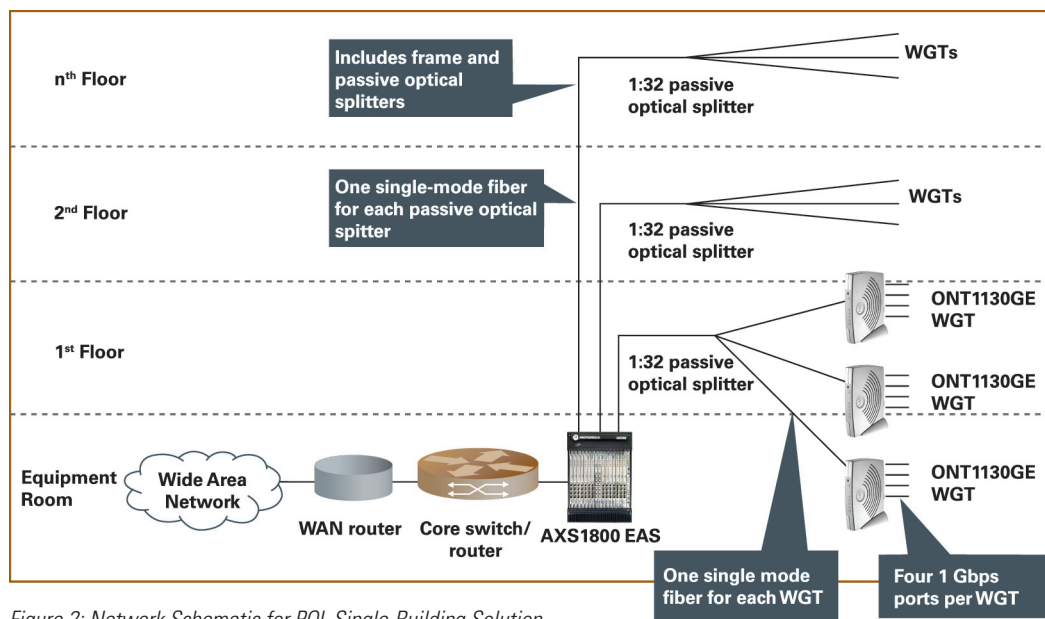 nth Floor
Includes frame and
passive optical
splitters
1:32 passive
optical splitter
WGTs
2nd Floor
One single-mode fiber
for each passive optical
spitter
1:32 passive
optical splitter
WGTs
1st Floor
1:32 passive
optical splitter
ONT1130GE
WGT
ONT1130GE
WGT
ONT1130GE
WGT
Equipment
Room
Wide Area
Network
WAN router
Core switch/
router
MOTOROLA
AXS1800 EAS
One single mode
fiber for each WGT
Four 1 Gbps
ports per WGT